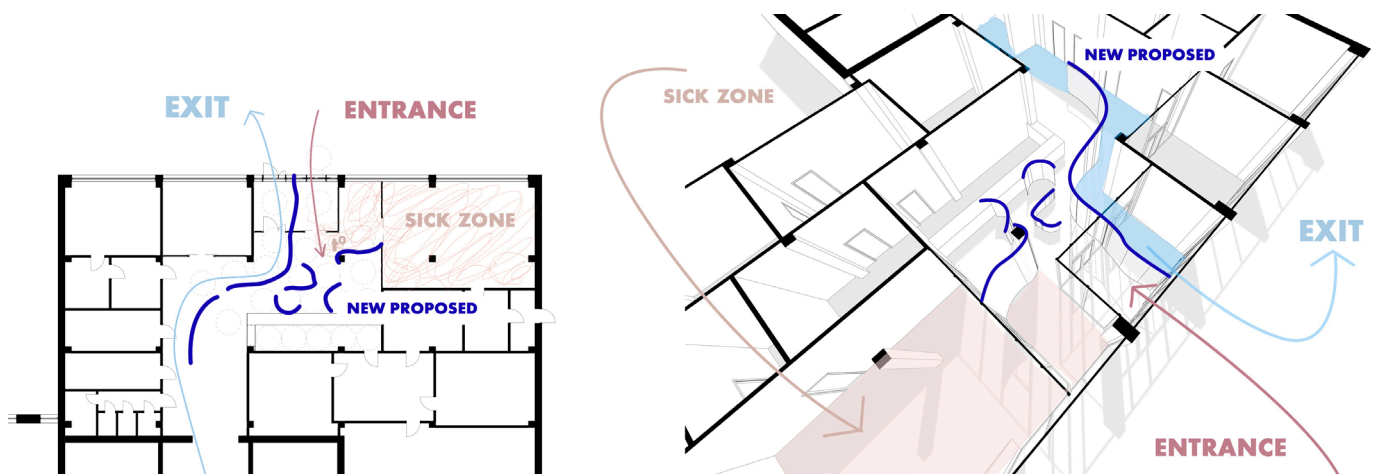 EXIT
ENTRANCE
SICK ZONE
NEW PROPOSED
NEW PROPOSED
SICK ZONE
EXIT
ENTRANCE